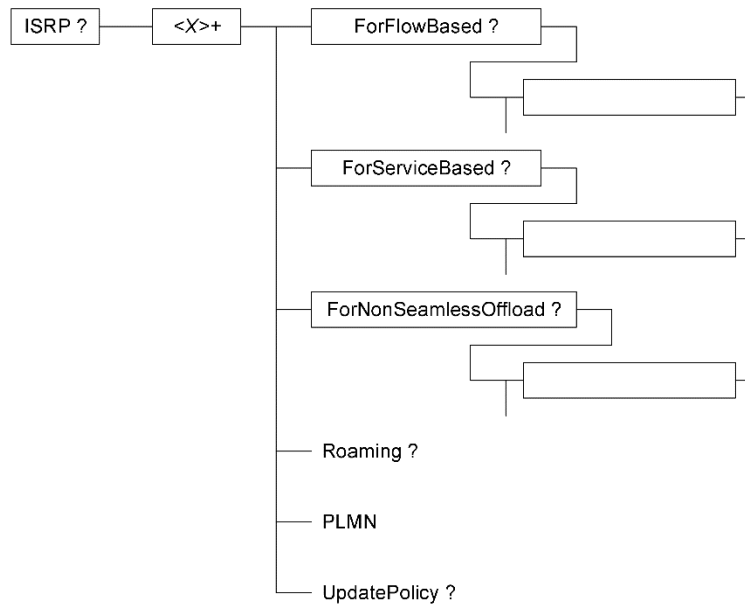 ISRP ?
<X>+
ForFlowBased ?
ForServiceBased ?
ForNonSeamlessOffload ?
Roaming ?
PLMN
UpdatePolicy ?